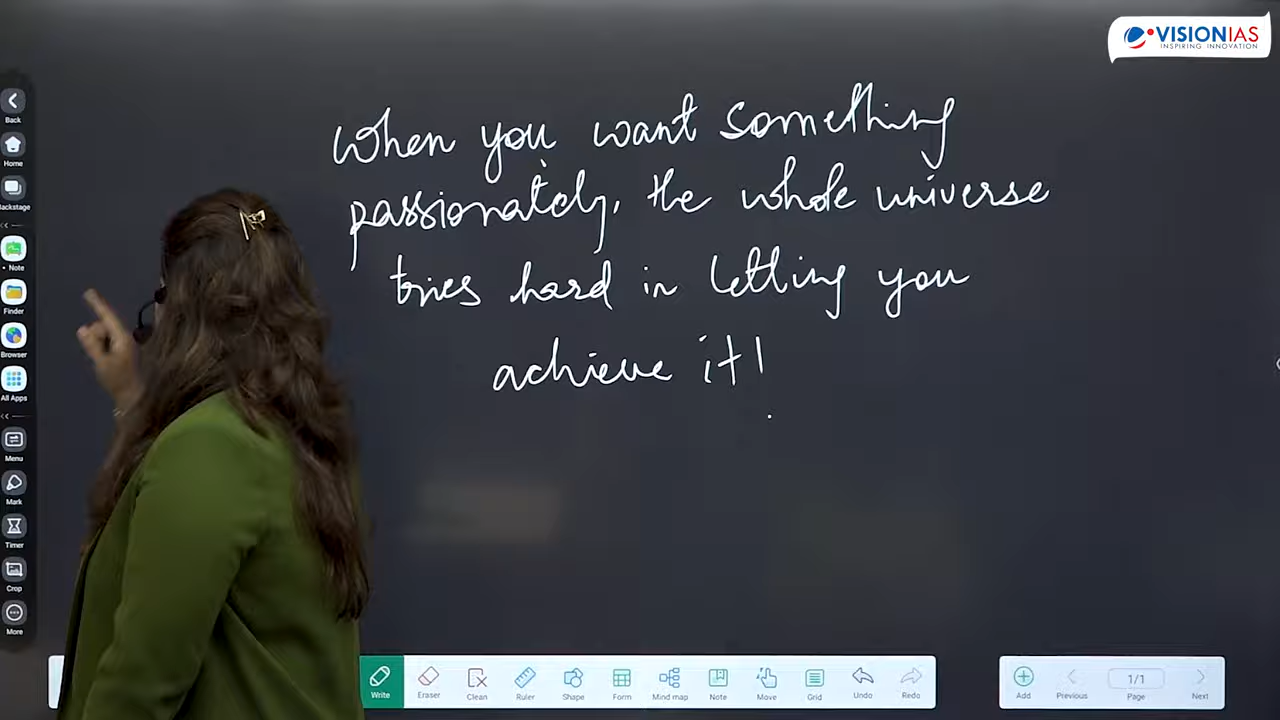 VISIONIAS
INSPIRING INNOVATION
When you want something
passionately, the whole universe
tries hard in letting you
achieve it!
Back
Home
Backstage
Note
Finder
Browser
All Apps
Menu
Mark
Timer
Crop
More
Write
Eraser
Clean
Ruler
Shape
Form
Mind map
Note
Move
Grid
Undo
Redo
Add
Previous
1/1
Page
Next